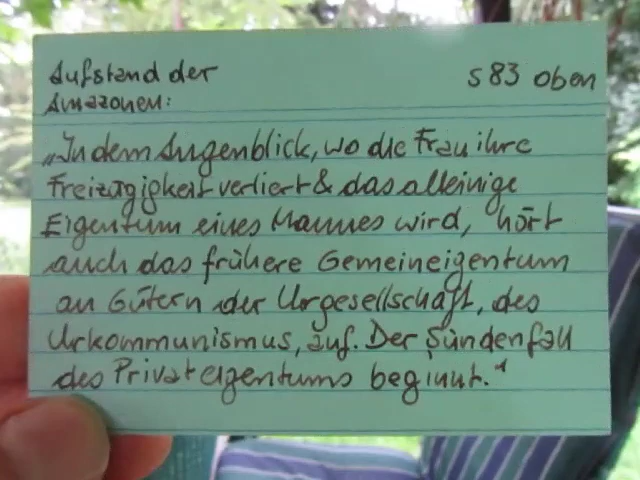 Aufstand der S 83 oben
Amazonen:
„In dem Augenblick, wo die Frau ihre
Freizügigkeit verliert & das alleinige
Eigentum eines Mannes wird, hört
auch das frühere Gemeineigentum
an Gütern der Urgesellschaft, des
Urkommunismus, auf. Der Sündenfall
des Privateigentums beginnt."